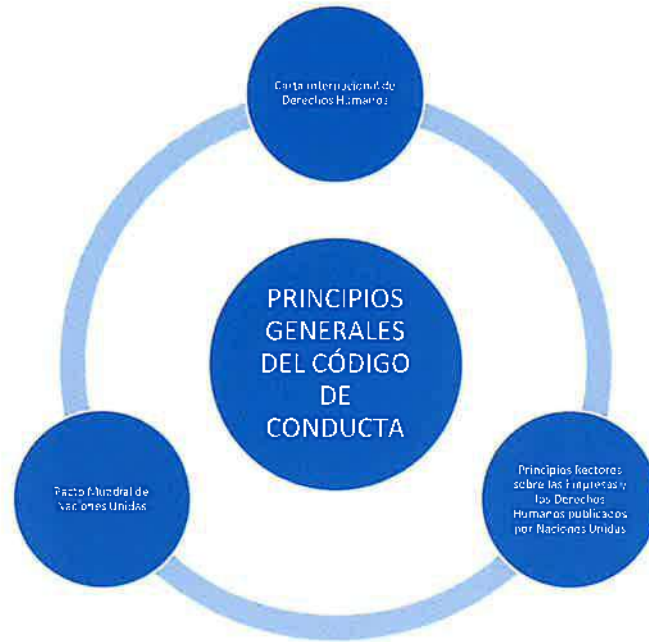 Carta Internacional de
Derechos Humanos
PRINCIPIOS
GENERALES
DEL CÓDIGO
DE
CONDUCTA
Pacto Mundial de
Naciones Unidas
Principios Rectores
sobre las Empresas y
los Derechos
Humanos publicados
por Naciones Unidas